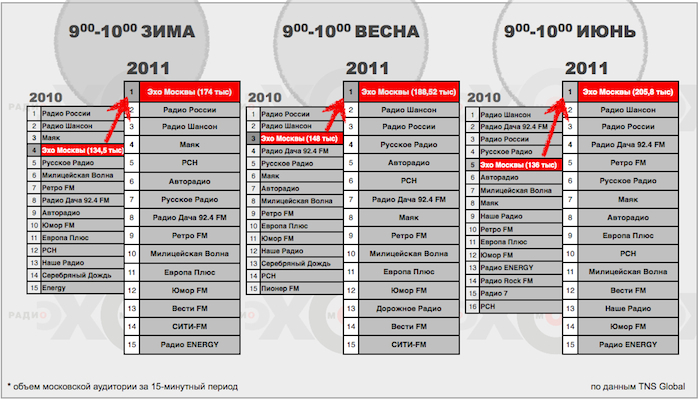 9⁰⁰-10⁰⁰ ЗИМА
2011
1 Эхо Москвы (174 тыс)
2 Радио России
3 Радио Шансон
4 Маяк
5 РСН
6 Авторадио
7 Русское Радио
8 Радио Дача 92.4 FM
9 Ретро FM
10 Милицейская Волна
11 Европа Плюс
12 Юмор FM
13 Вести FM
14 СИТИ-FM
15 Радио ENERGY
2010
1 Радио России
2 Радио Шансон
3 Маяк
4 Эхо Москвы (134,5 тыс)
5 Русское Радио
6 Милицейская Волна
7 Ретро FM
8 Радио Дача 92.4 FM
9 Авторадио
10 Юмор FM
11 Европа Плюс
12 РСН
13 Наше Радио
14 Серебряный Дождь
15 Energy
9⁰⁰-10⁰⁰ ВЕСНА
2011
1 Эхо Москвы (188,52 тыс)
2 Радио Шансон
3 Радио России
4 Русское Радио
5 Авторадио
6 РСН
7 Радио Дача 92.4 FM
8 Маяк
9 Ретро FM
10 Милицейская Волна
11 Европа Плюс
12 Юмор FM
13 Дорожное Радио
14 Вести FM
15 СИТИ-FM
2010
1 Радио России
2 Радио Шансон
3 Эхо Москвы (148 тыс)
4 Радио Дача 92.4 FM
5 Русское Радио
6 Маяк
7 Авторадио
8 Милицейская Волна
9 Ретро FM
10 Европа Плюс
11 Юмор FM
12 Наше Радио
13 Серебряный Дождь
14 РСН
15 Пионер FM
9⁰⁰-10⁰⁰ ИЮНЬ
2011
1 Эхо Москвы (205,8 тыс)
2 Радио Шансон
3 Радио России
4 Радио Дача 92.4 FM
5 Ретро FM
6 Русское Радио
7 Маяк
8 Авторадио
9 Европа Плюс
10 РСН
11 Милицейская Волна
12 Вести FM
13 Наше Радио
14 Юмор FM
15 Радио ENERGY
2010
1 Радио Шансон
2 Радио Дача 92.4 FM
3 Радио России
4 Русское Радио
5 Эхо Москвы (136 тыс)
6 Авторадио
7 Милицейская Волна
8 Маяк
9 Наше Радио
10 Ретро FM
11 Европа Плюс
12 Юмор FM
13 Радио ENERGY
14 Радио Rock FM
15 Радио 7
16 РСН
* объем московской аудитории за 15-минутный период
по данным TNS Global